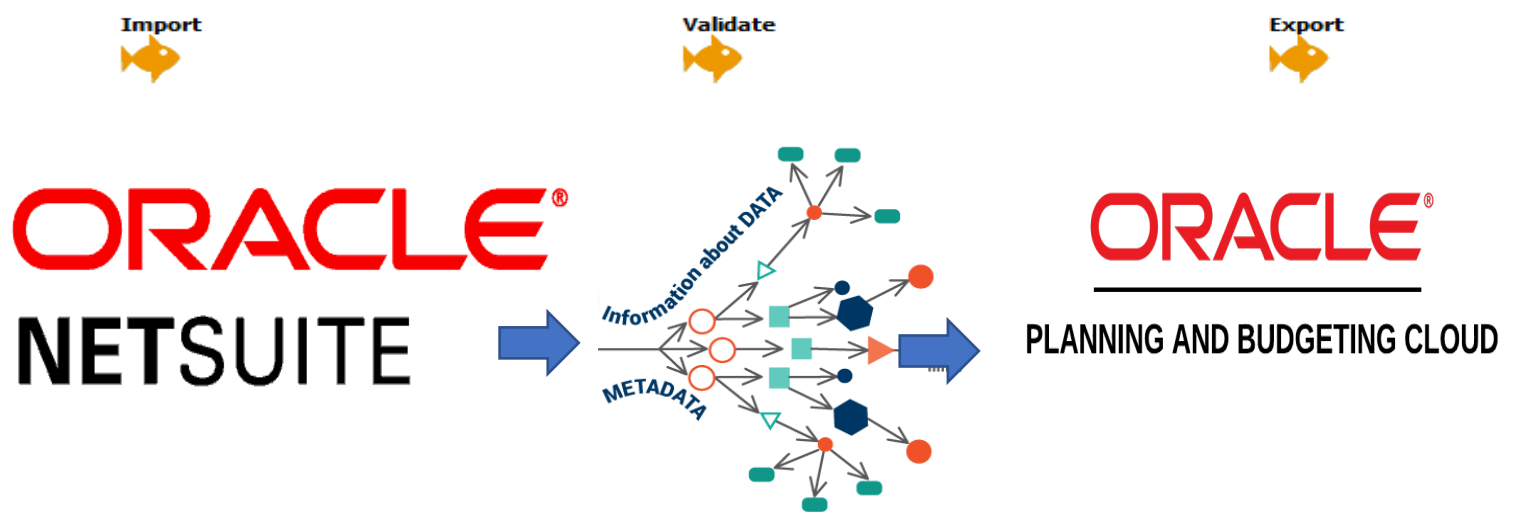 Import
Validate
Export
ORACLE®
NETSUITE
Information about DATA
METADATA
ORACLE®
PLANNING AND BUDGETING CLOUD